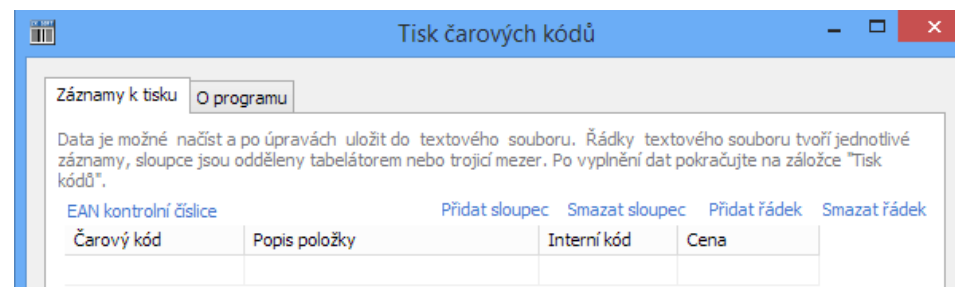 Tisk čarových kódů
Záznamy k tisku O programu
Data je možné načíst a po úpravách uložit do textového souboru. Řádky textového souboru tvoří jednotlivé
záznamy, sloupce jsou odděleny tabelátorem nebo trojicí mezer. Po vyplnění dat pokračujte na záložce "Tisk
kódů".
EAN kontrolní číslice Přidat sloupec Smazat sloupec Přidat řádek Smazat řádek
Čarový kód Popis položky Interní kód Cena